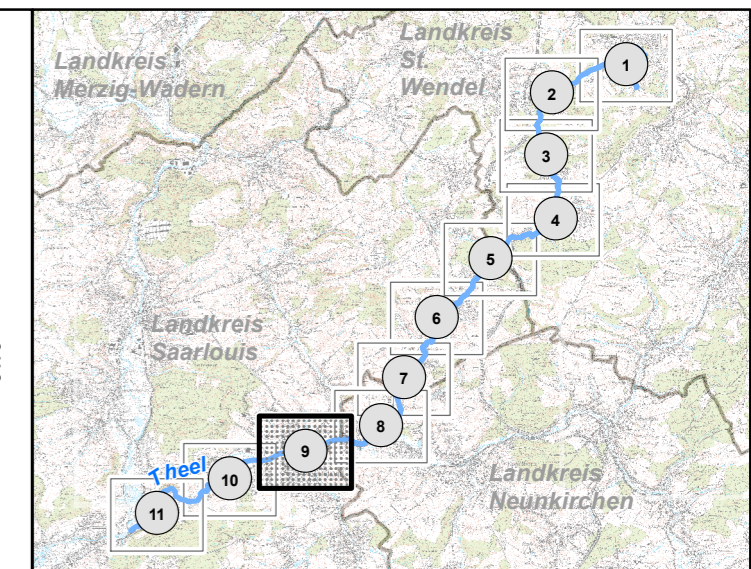 Landkreis
Merzig-Wadern
Landkreis
St.
Wendel
1
2
3
4
5
6
Landkreis
Saarlouis
7
8
9
Theel
10
11
Landkreis
Neunkirchen